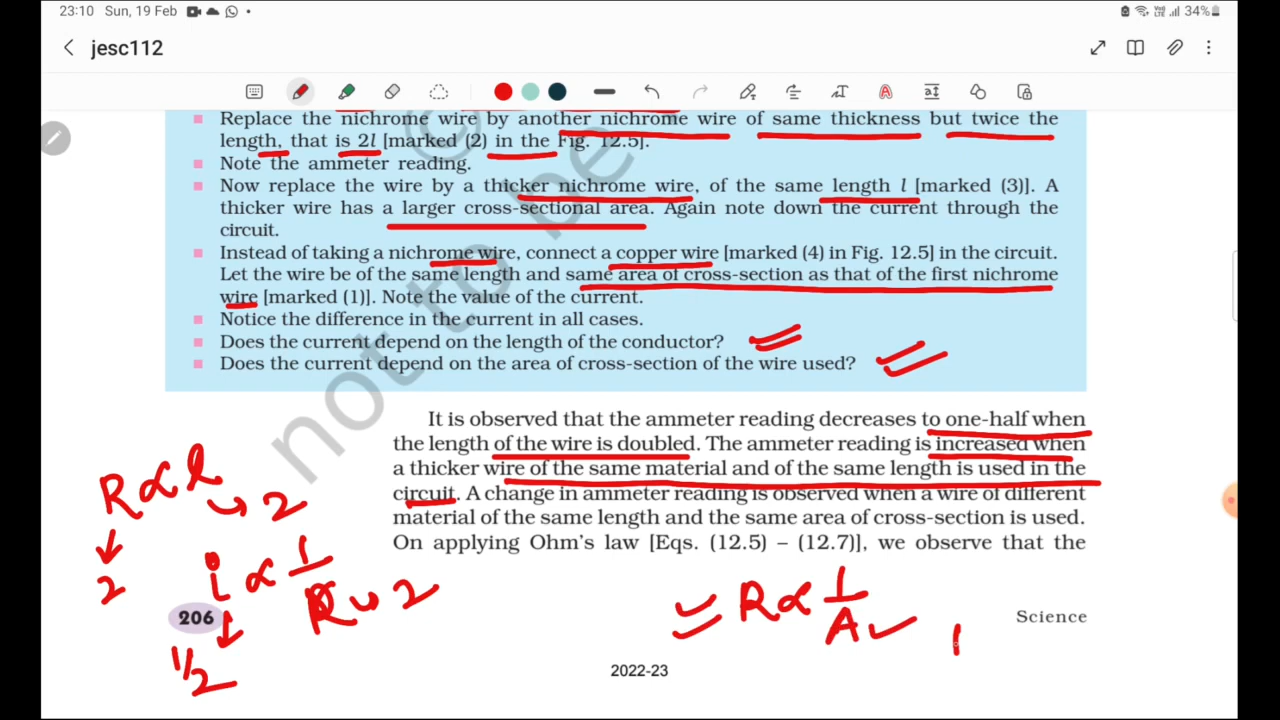 23:10 Sun, 19 Feb
34%
jesc112
Replace the nichrome wire by another nichrome wire of same thickness but twice the
length, that is 2l [marked (2) in the Fig. 12.5].
Note the ammeter reading.
Now replace the wire by a thicker nichrome wire, of the same length l [marked (3)]. A
thicker wire has a larger cross-sectional area. Again note down the current through the
circuit.
Instead of taking a nichrome wire, connect a copper wire [marked (4) in Fig. 12.5] in the circuit.
Let the wire be of the same length and same area of cross-section as that of the first nichrome
wire [marked (1)]. Note the value of the current.
Notice the difference in the current in all cases.
Does the current depend on the length of the conductor?
Does the current depend on the area of cross-section of the wire used?
© not to be
It is observed that the ammeter reading decreases to one-half when
the length of the wire is doubled. The ammeter reading is increased when
a thicker wire of the same material and of the same length is used in the
circuit. A change in ammeter reading is observed when a wire of different
material of the same length and the same area of cross-section is used.
On applying Ohm's law [Eqs. (12.5) – (12.7)], we observe that the
R ∝ l
2
2
i ∝ 1/R
2
1/2
R ∝ 1/A
206
Science
2022-23